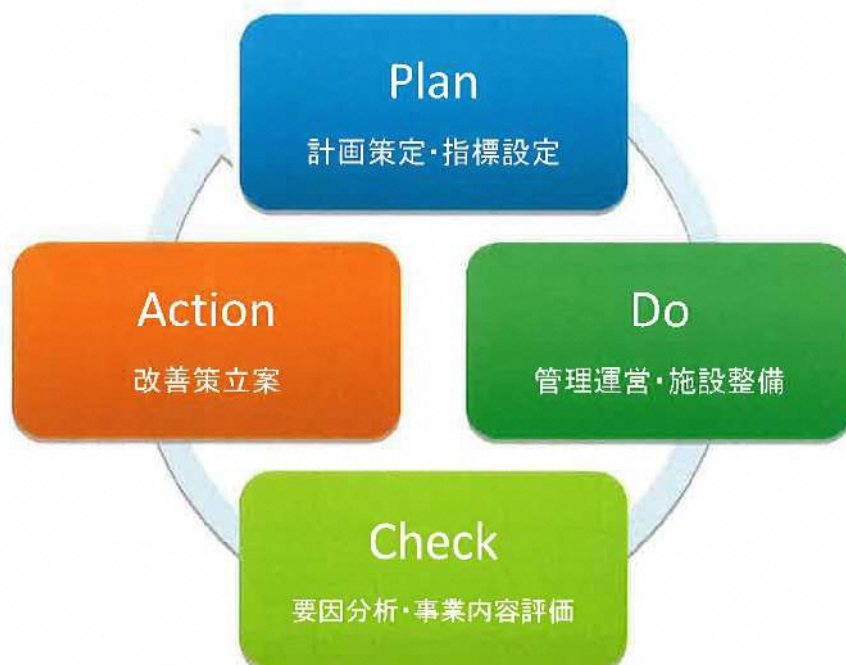 Plan
計画策定・指標設定
Do
管理運営・施設整備
Check
要因分析・事業内容評価
Action
改善策立案